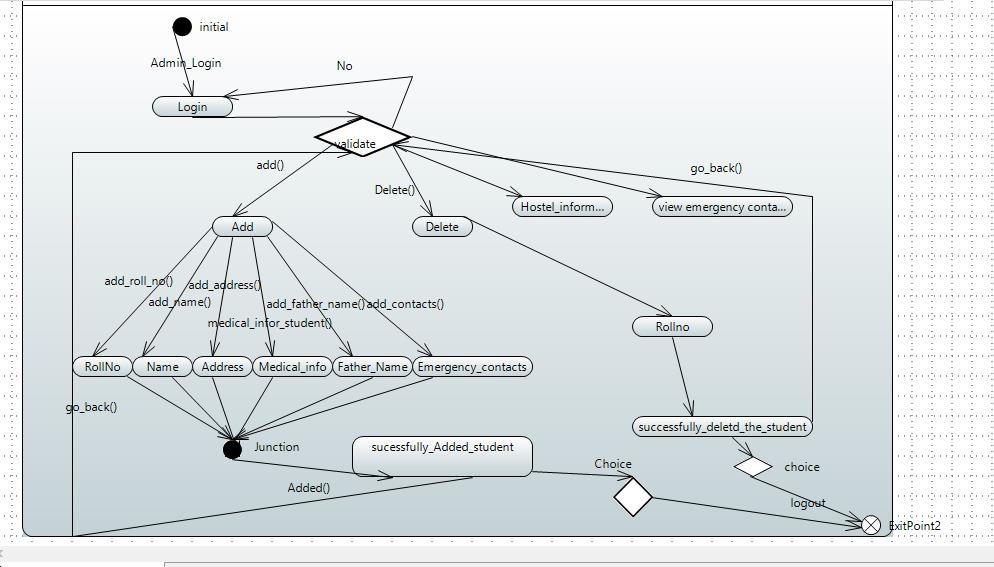 initial
Admin_Login
No
Login
validate
add()
go_back()
Delete()
Hostel_inform...
view emergency conta...
Add
Delete
add_roll_no()
add_address()
add_name()
add_father_name()
add_contacts()
medical_infor_student()
Rollno
RollNo
Name
Address
Medical_info
Father_Name
Emergency_contacts
go_back()
successfully_deletd_the_student
Junction
sucessfully_Added_student
Choice
choice
Added()
logout
ExitPoint2